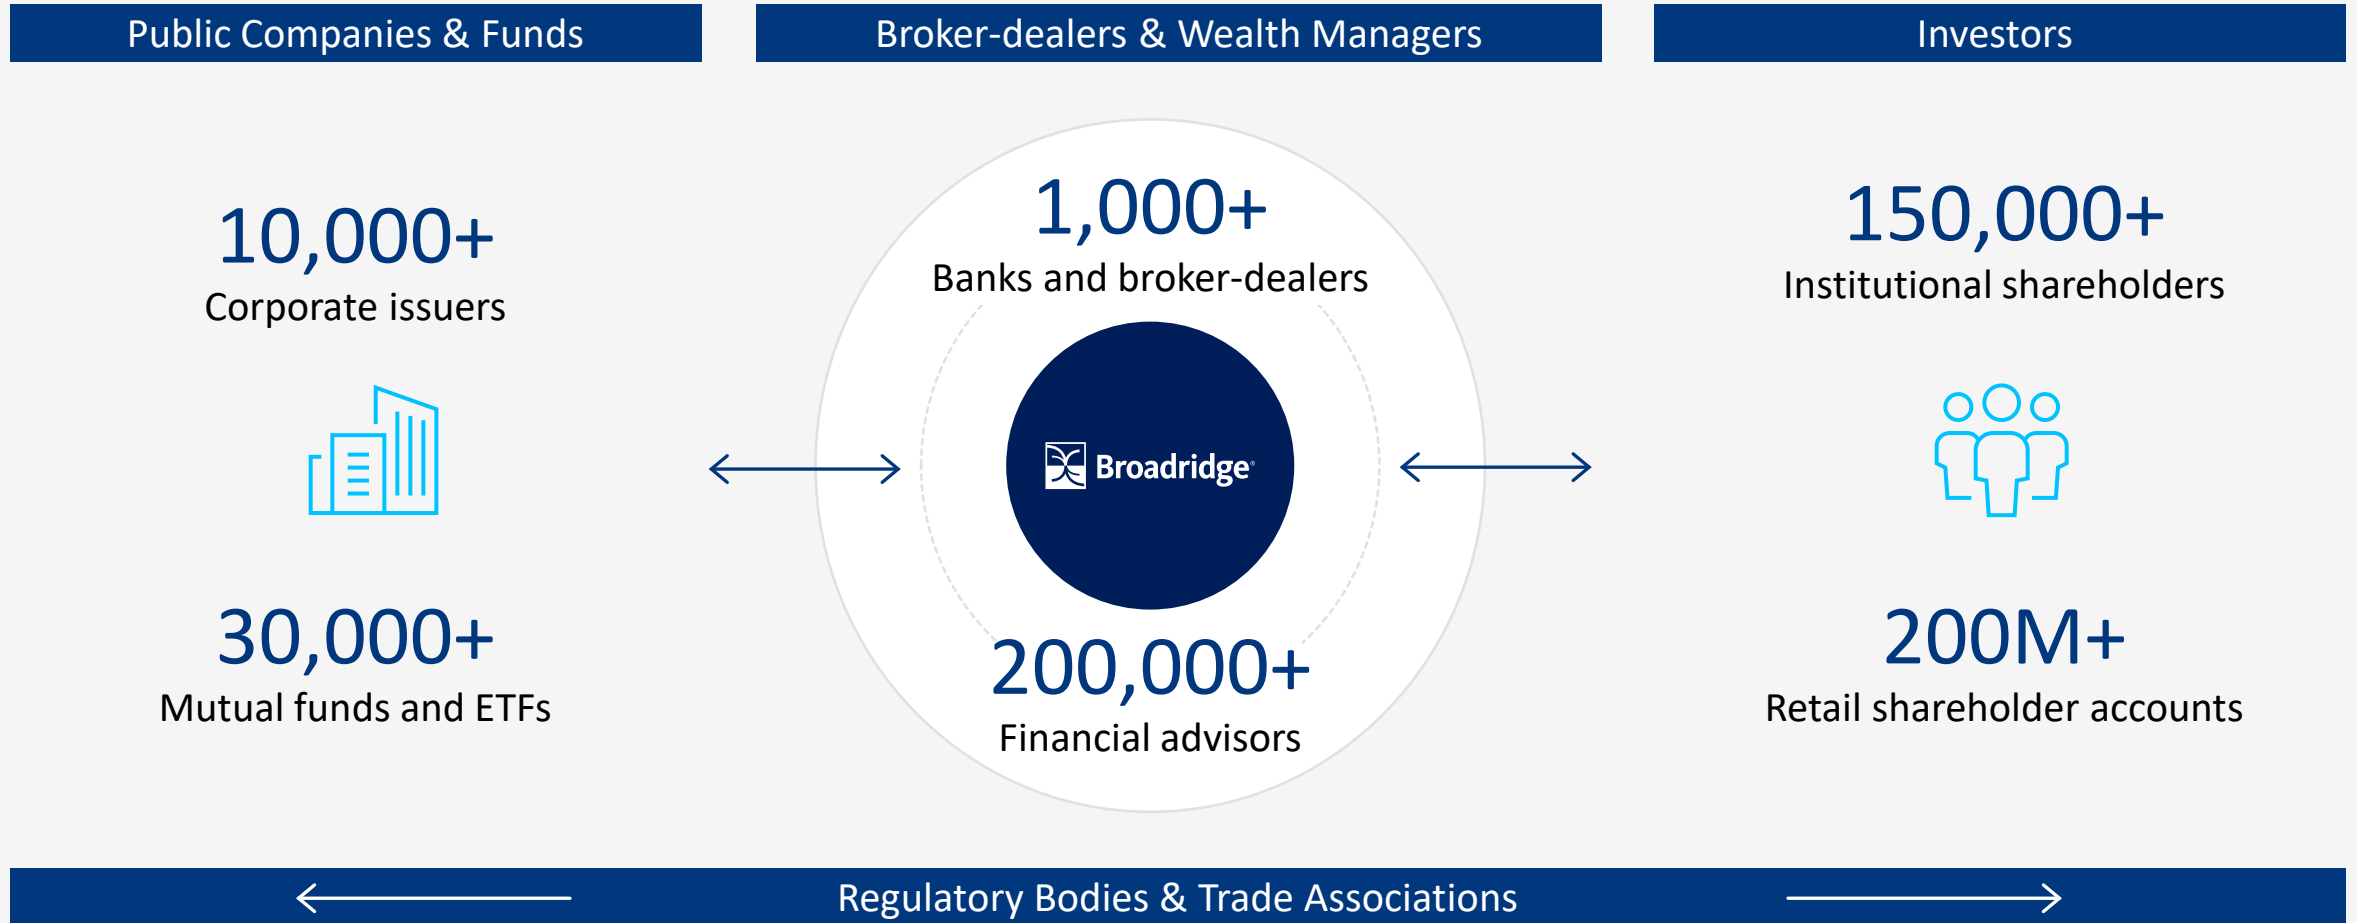 Public Companies & Funds
Broker-dealers & Wealth Managers
Investors
10,000+
Corporate issuers
30,000+
Mutual funds and ETFs
1,000+
Banks and broker-dealers
Broadridge®
200,000+
Financial advisors
150,000+
Institutional shareholders
200M+
Retail shareholder accounts
Regulatory Bodies & Trade Associations